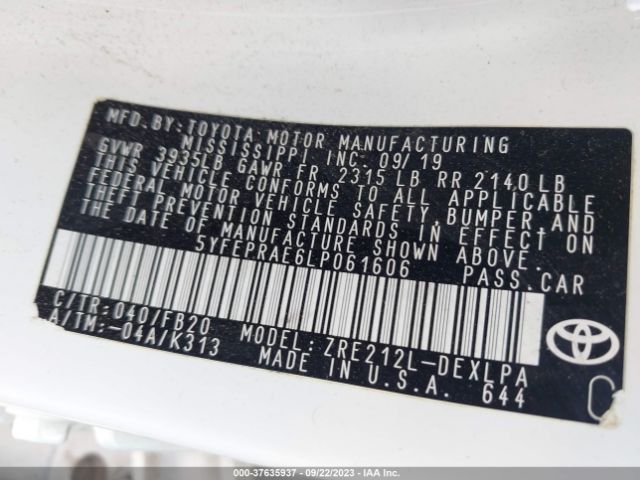 MFD.BY:TOYOTA MOTOR MANUFACTURING
MISSISSIPPI INC. 09/19
GVWR 3935LB GAWR FR 2315 LB RR 2140 LB
THIS VEHICLE CONFORMS TO ALL APPLICABLE
FEDERAL MOTOR VEHICLE SAFETY,BUMPER,AND
THEFT PREVENTION STANDARDS IN EFFECT ON
THE DATE OF MANUFACTURE SHOWN ABOVE.
5YFEPRAE6LP061606 PASS.CAR
C/TR:040/FB20
A/TM:-04A/K313
MODEL:ZRE212L-DEXLPA
MADE IN U.S.A. 644
TOYOTA
C
000-37635937 - 09/22/2023 - IAAI.COM